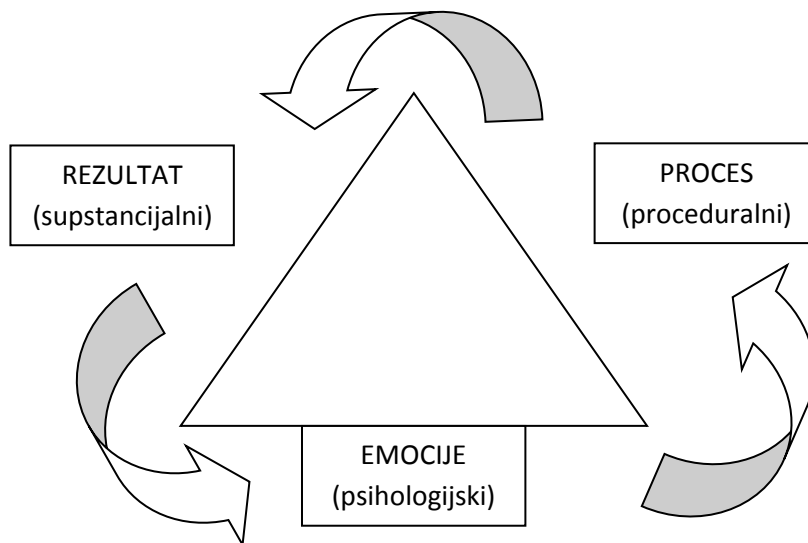 REZULTAT
(supstancijalni)
PROCES
(proceduralni)
EMOCIJE
(psihologijski)